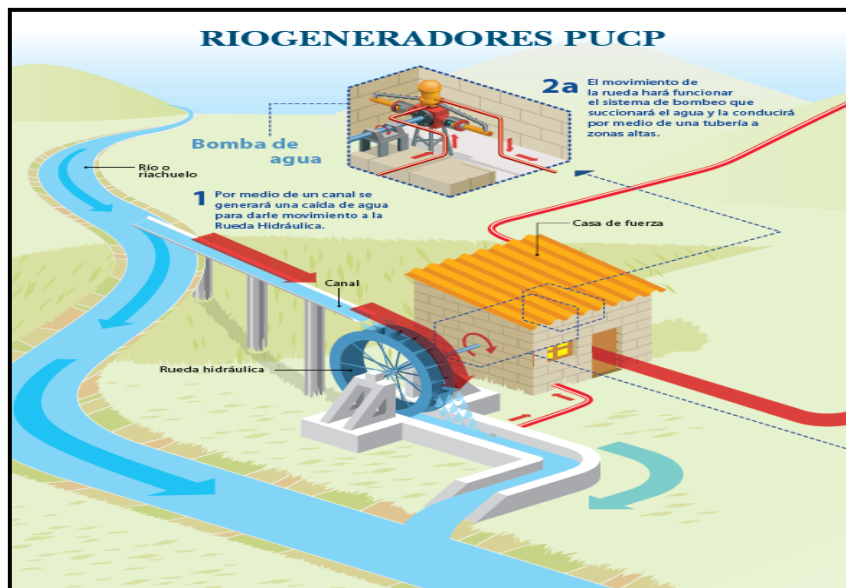 RIOGENERADORES PUCP
2a
El movimiento de
la rueda hará funcionar
el sistema de bombeo que
succionará el agua y la conducirá
por medio de una tubería a
zonas altas.
Bomba de
agua
Río o
riachuelo
1
Por medio de un canal se
generará una caída de agua
para darle movimiento a la
Rueda Hidráulica.
Casa de fuerza
Canal
Rueda hidráulica